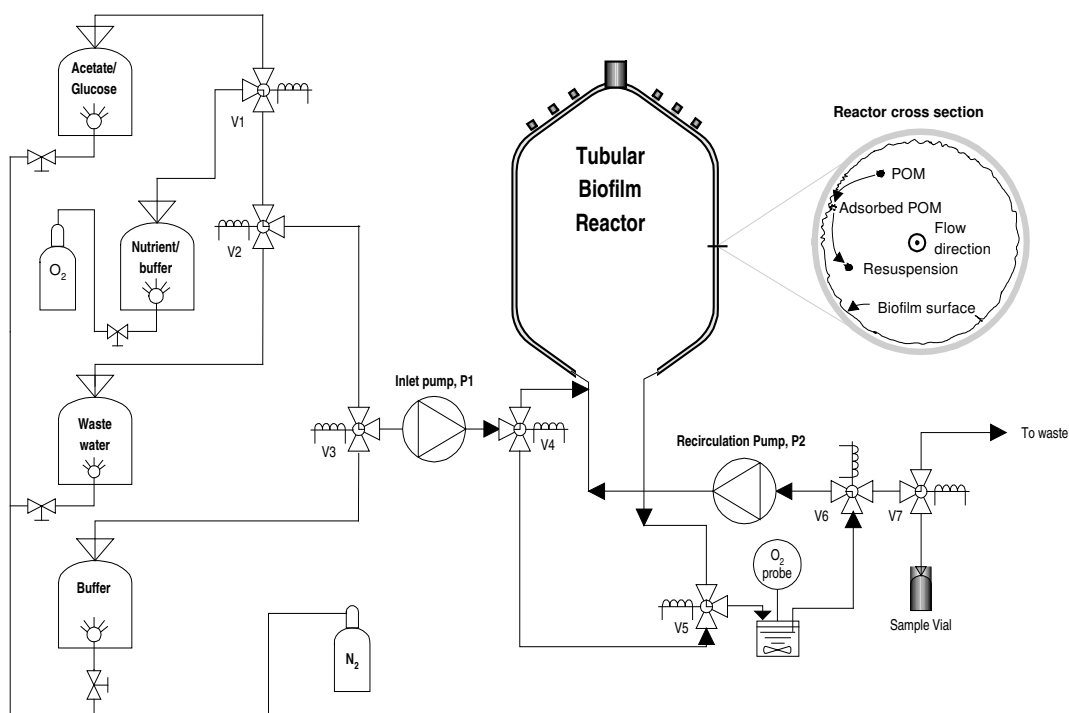 Acetate/
Glucose
V1
Nutrient/
buffer
O2
V2
Waste
water
V3
Buffer
N2
Inlet pump, P1
V4
Tubular
Biofilm
Reactor
Reactor cross section
POM
Adsorbed POM
Flow
direction
Resuspension
Biofilm surface
Recirculation Pump, P2
To waste
V6
V7
O2
probe
V5
Sample Vial